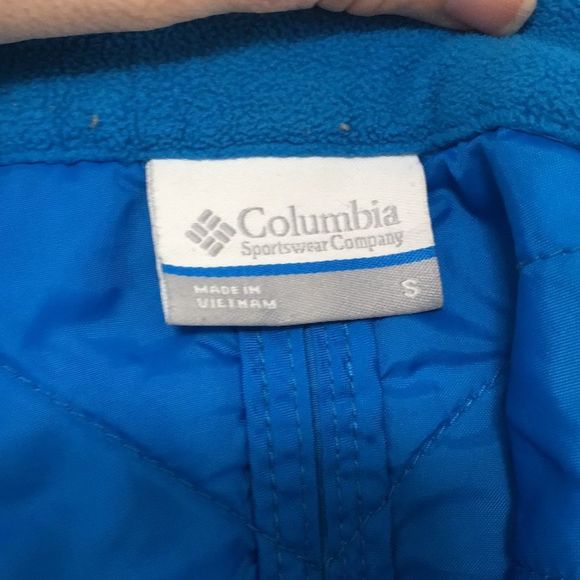 Columbia
Sportswear Company
MADE IN
VIETNAM
S